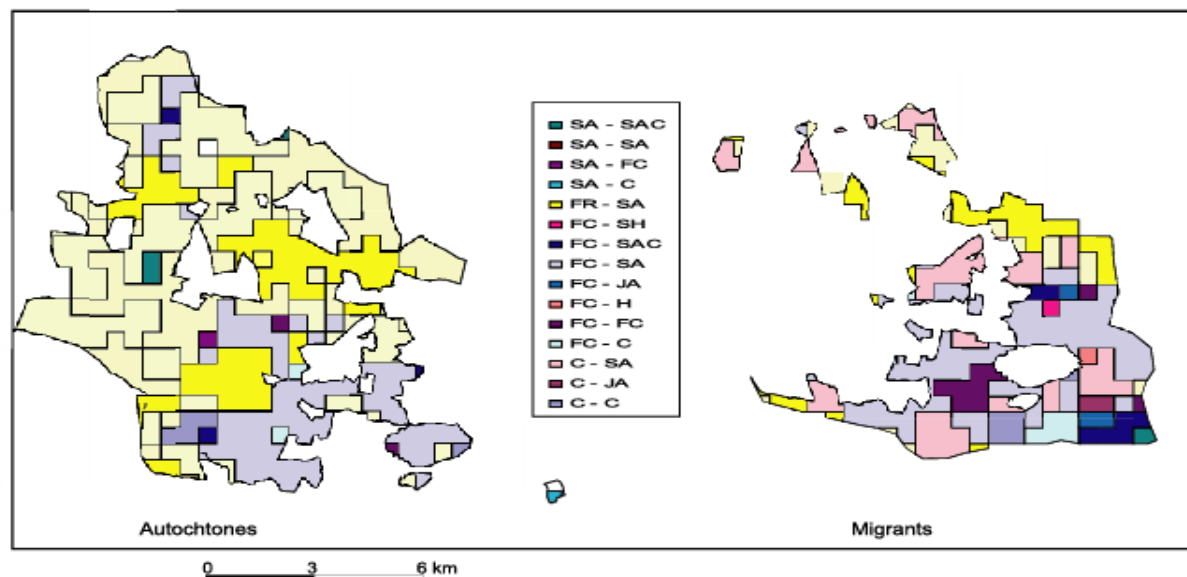 SA - SAC
SA - SA
SA - FC
SA - C
FR - SA
FC - SH
FC - SAC
FC - SA
FC - JA
FC - H
FC - FC
FC - C
C - SA
C - JA
C - C
Autochtones
Migrants
0 3 6 km